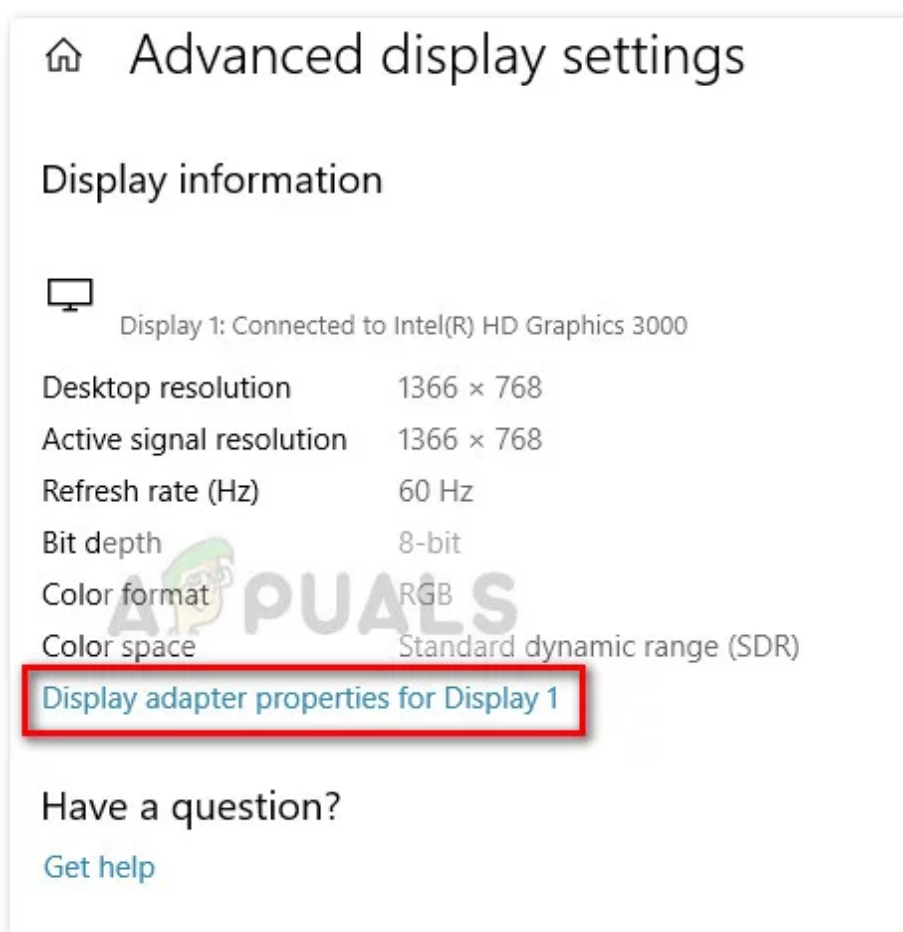 Advanced display settings
Display information
Display 1: Connected to Intel(R) HD Graphics 3000
Desktop resolution 1366 × 768
Active signal resolution 1366 × 768
Refresh rate (Hz) 60 Hz
Bit depth 8-bit
Color format RGB
APPUALS
Color space Standard dynamic range (SDR)
Display adapter properties for Display 1
Have a question?
Get help